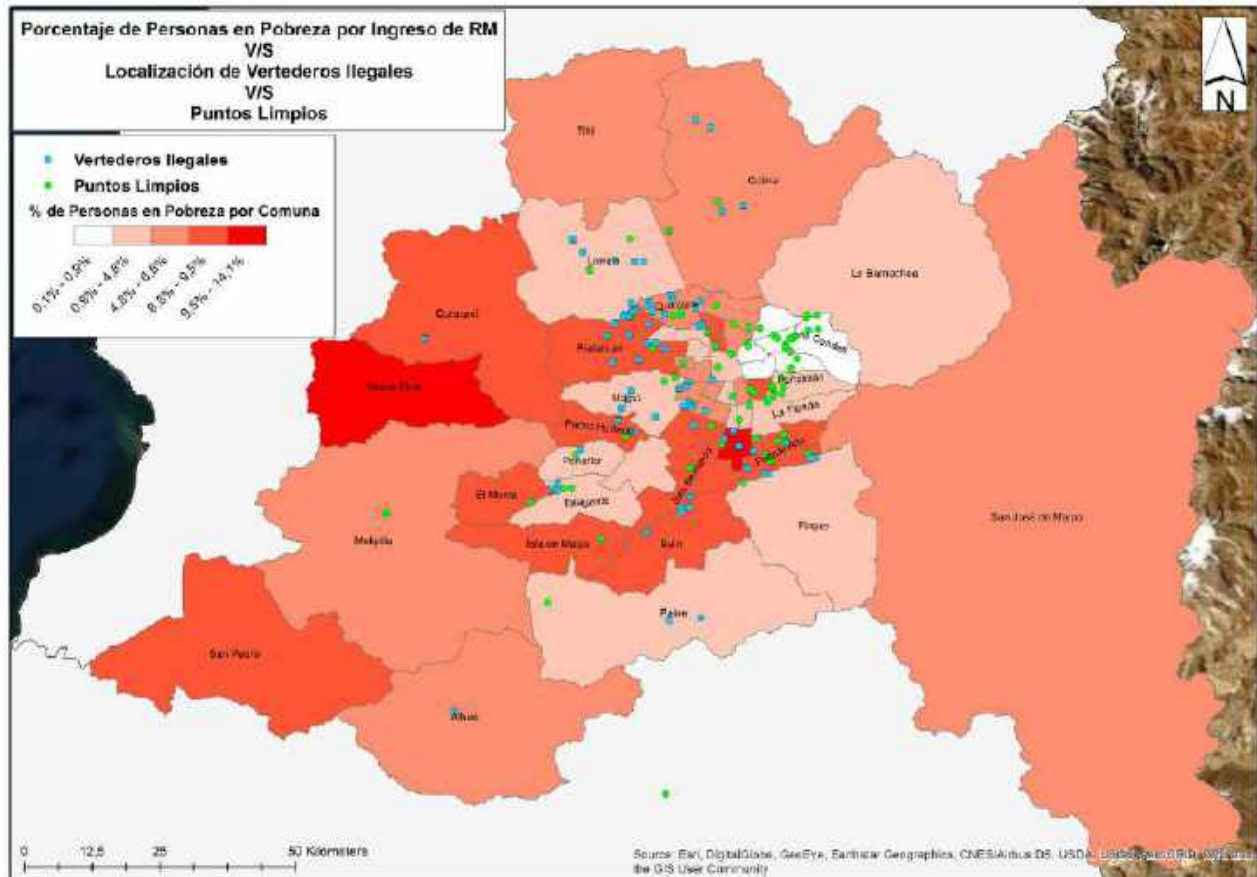 Porcentaje de Personas en Pobreza por Ingreso de RM
V/S
Localización de Vertederos Ilegales
V/S
Puntos Limpios
N
Vertederos Ilegales
Puntos Limpios
% de Personas en Pobreza por Comuna
0,1% - 0,9%
0,9% - 4,8%
4,8% - 6,8%
6,8% - 9,5%
9,5% - 14,1%
Tiltil
Colina
Lampa
Lo Barnechea
Quilicura
Curacaví
Pudahuel
Condes
Peñalolén
Maipú
La Florida
Padre Hurtado
Peñaflor
San Bernardo
El Monte
Talagante
Pirque
San José de Maipo
Melipilla
Isla de Maipo
Buin
Paine
San Pedro
Alhué
0 12,5 25 50 Kilometers
Source: Esri, DigitalGlobe, GeoEye, Earthstar Geographics, CNES/Airbus DS, USDA,
the GIS User Community